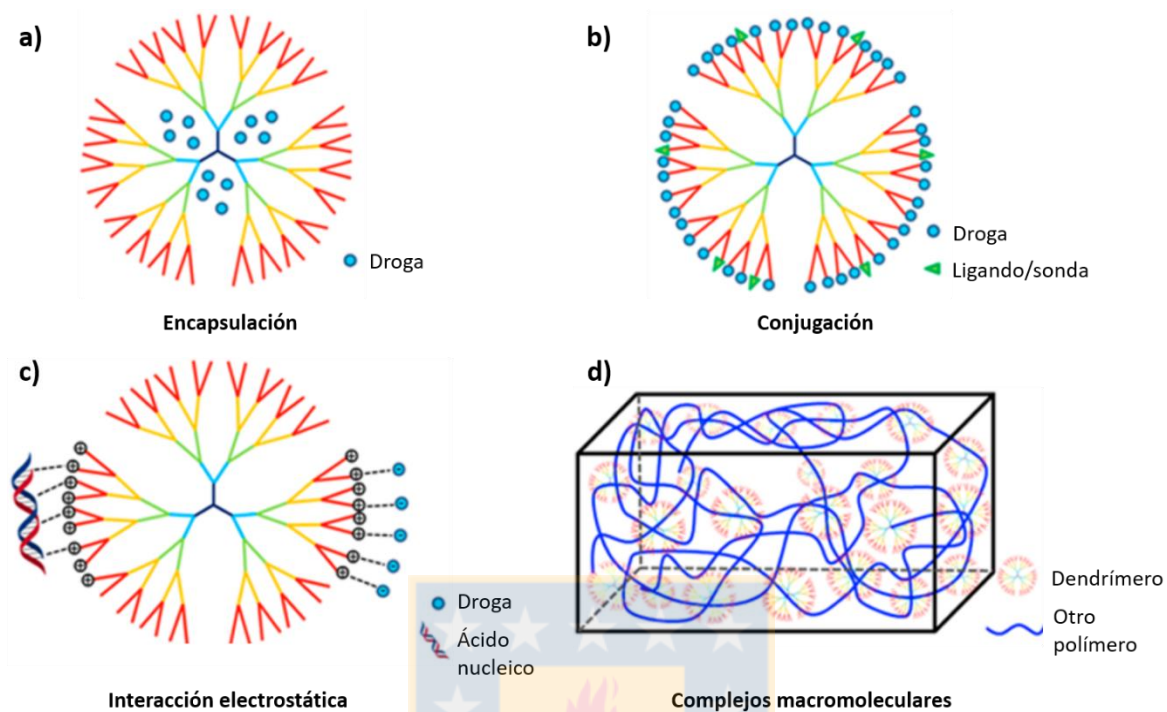 a)
Droga
Encapsulación
b)
Droga
Ligando/sonda
Conjugación
c)
Droga
Ácido
nucleico
Interacción electrostática
d)
Dendrímero
Otro
polímero
Complejos macromoleculares